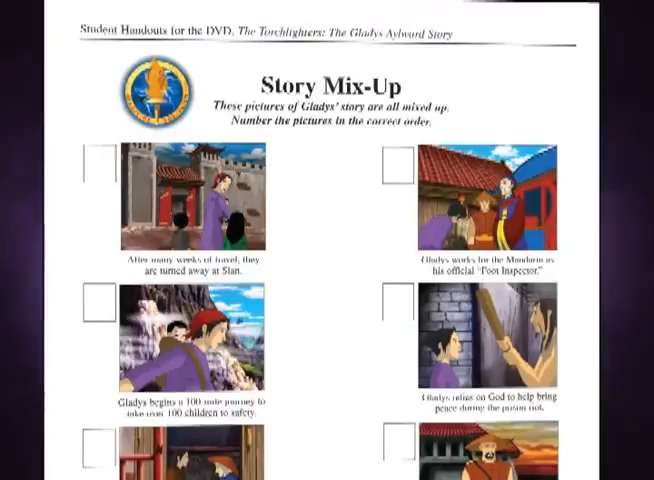 Student Handouts for the DVD, The Torchlighters: The Gladys Aylward Story
Story Mix-Up
These pictures of Gladys' story are all mixed up.
Number the pictures in the correct order.
After many weeks of travel, they
are turned away at Sian.
Gladys works for the Mandarin as
his official "Foot Inspector."
Gladys begins a 100 mile journey to
take over 100 children to safety.
Gladys relies on God to help bring
peace during the prison riot.